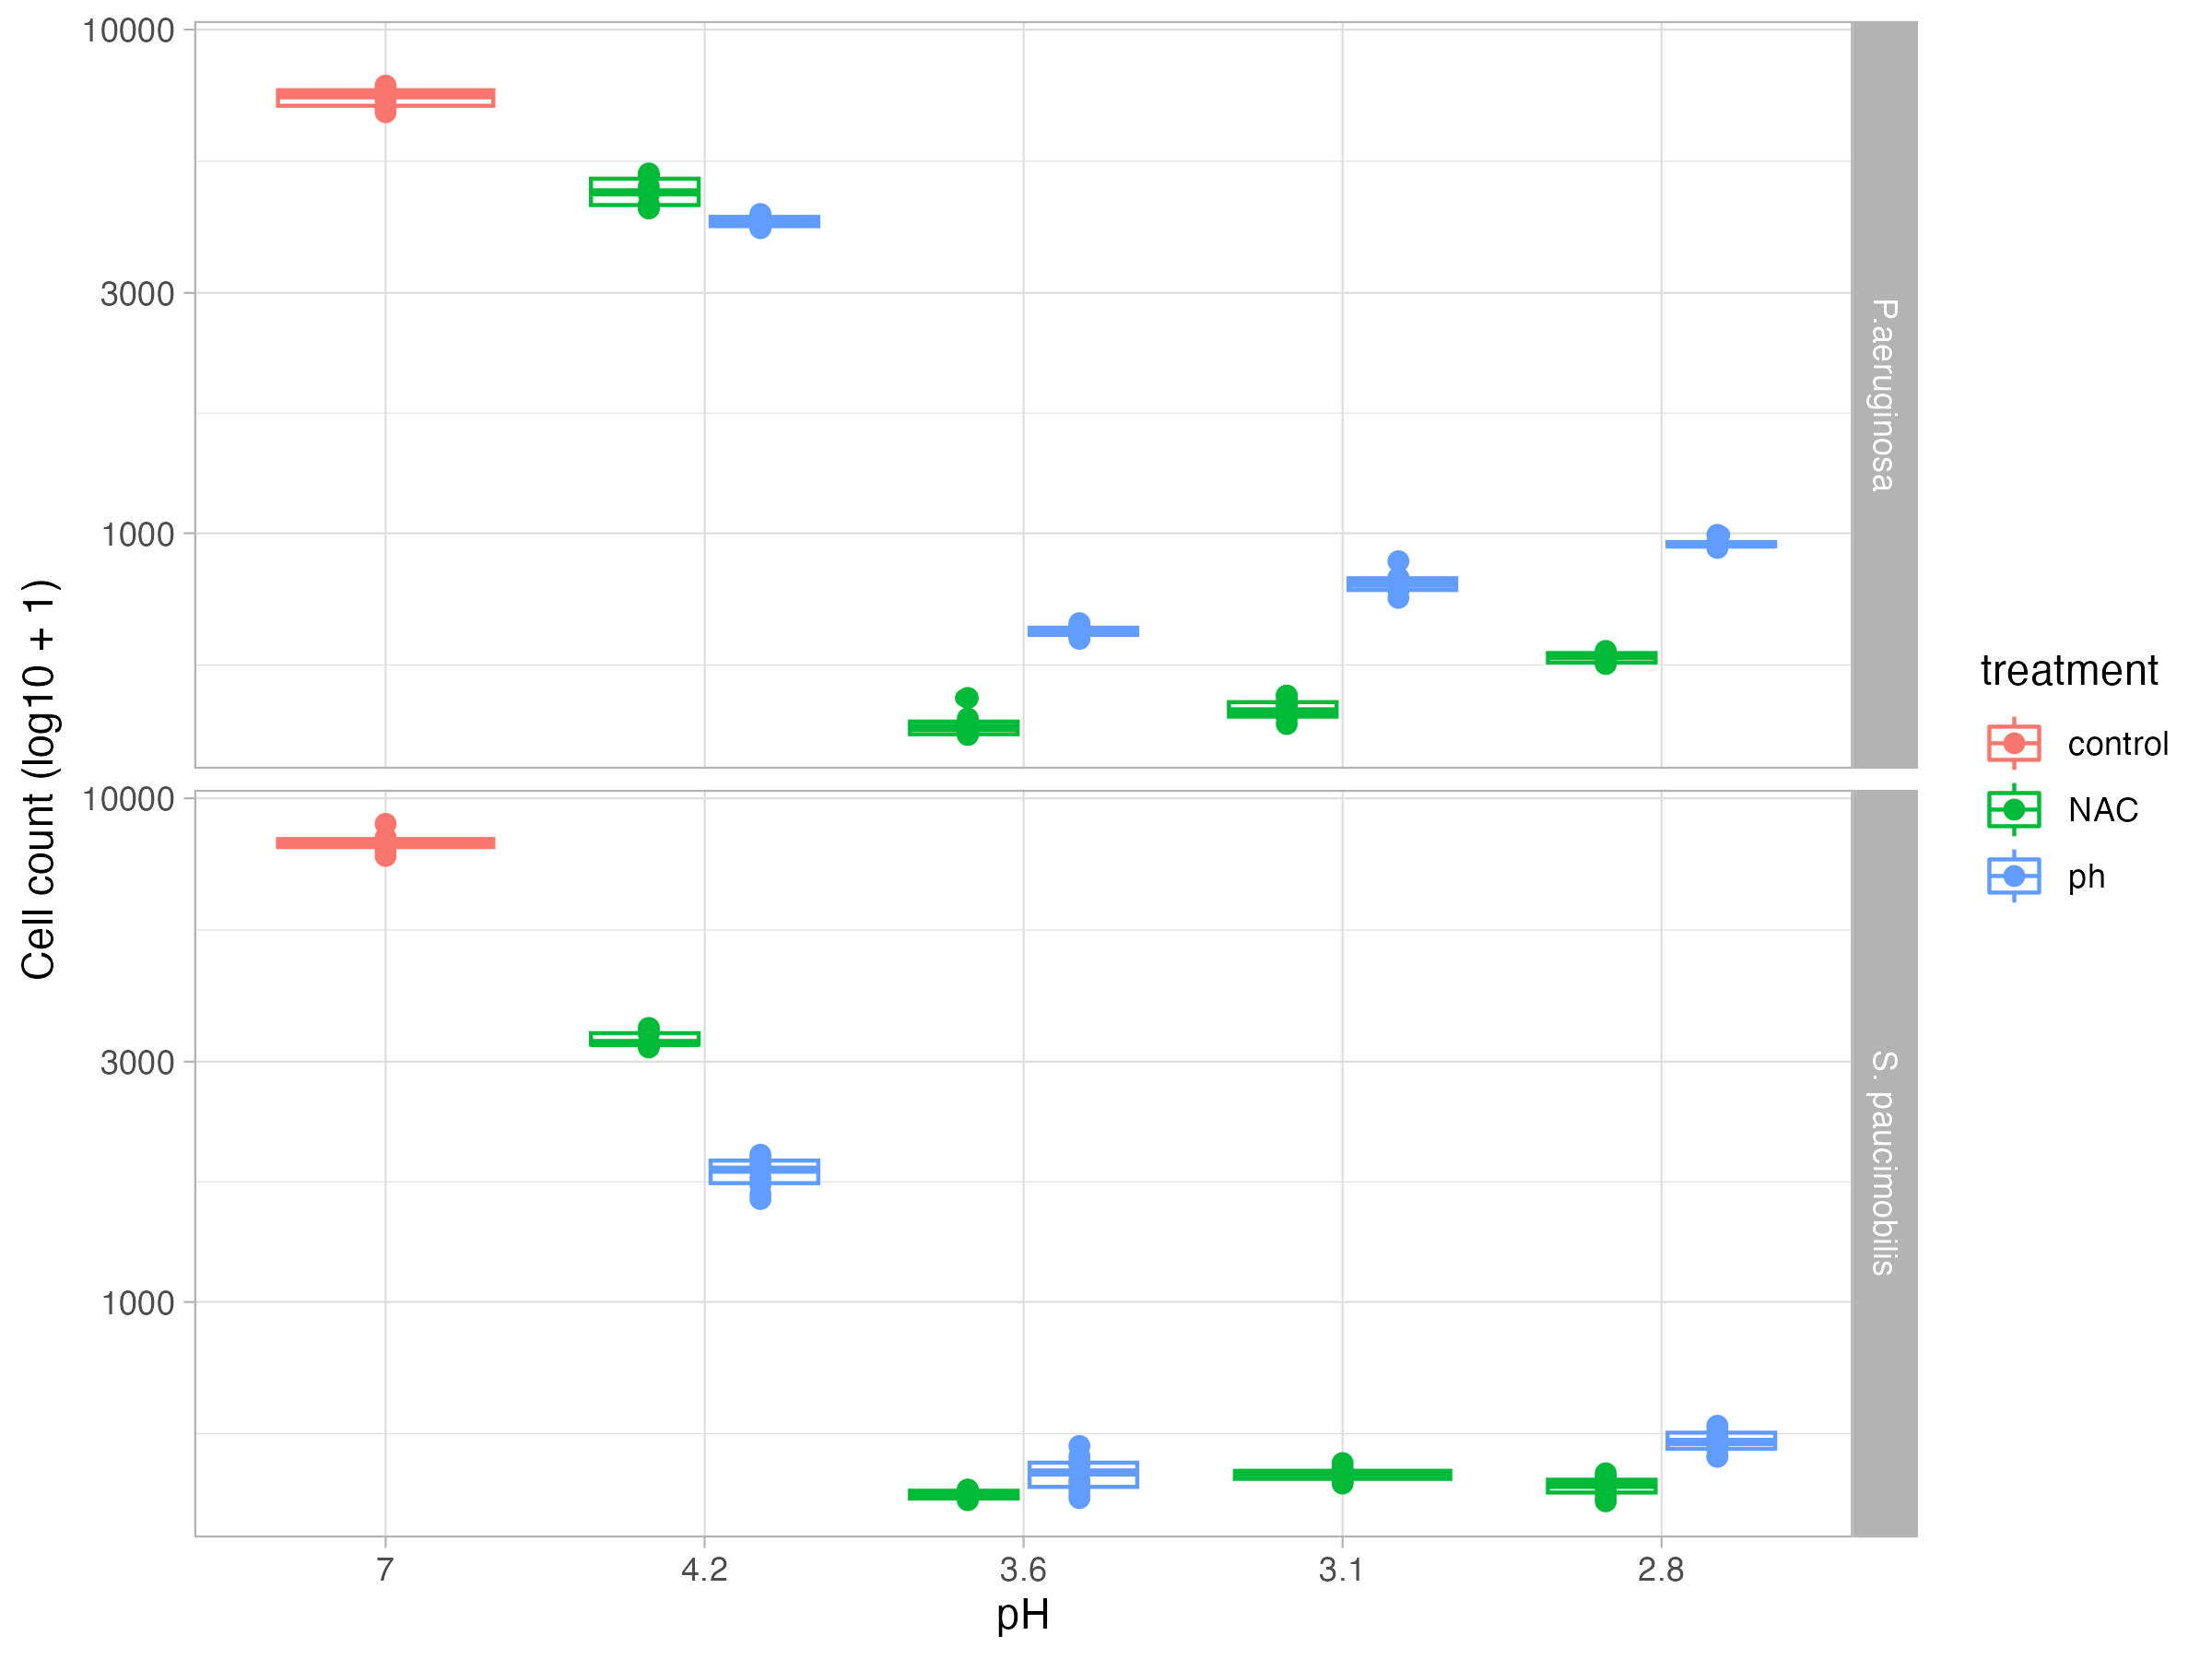 10000
3000
1000
P.aeruginosa
10000
3000
1000
S. paucimobilis
Cell count (log10 + 1)
7 4.2 3.6 3.1 2.8
pH
treatment
control
NAC
ph